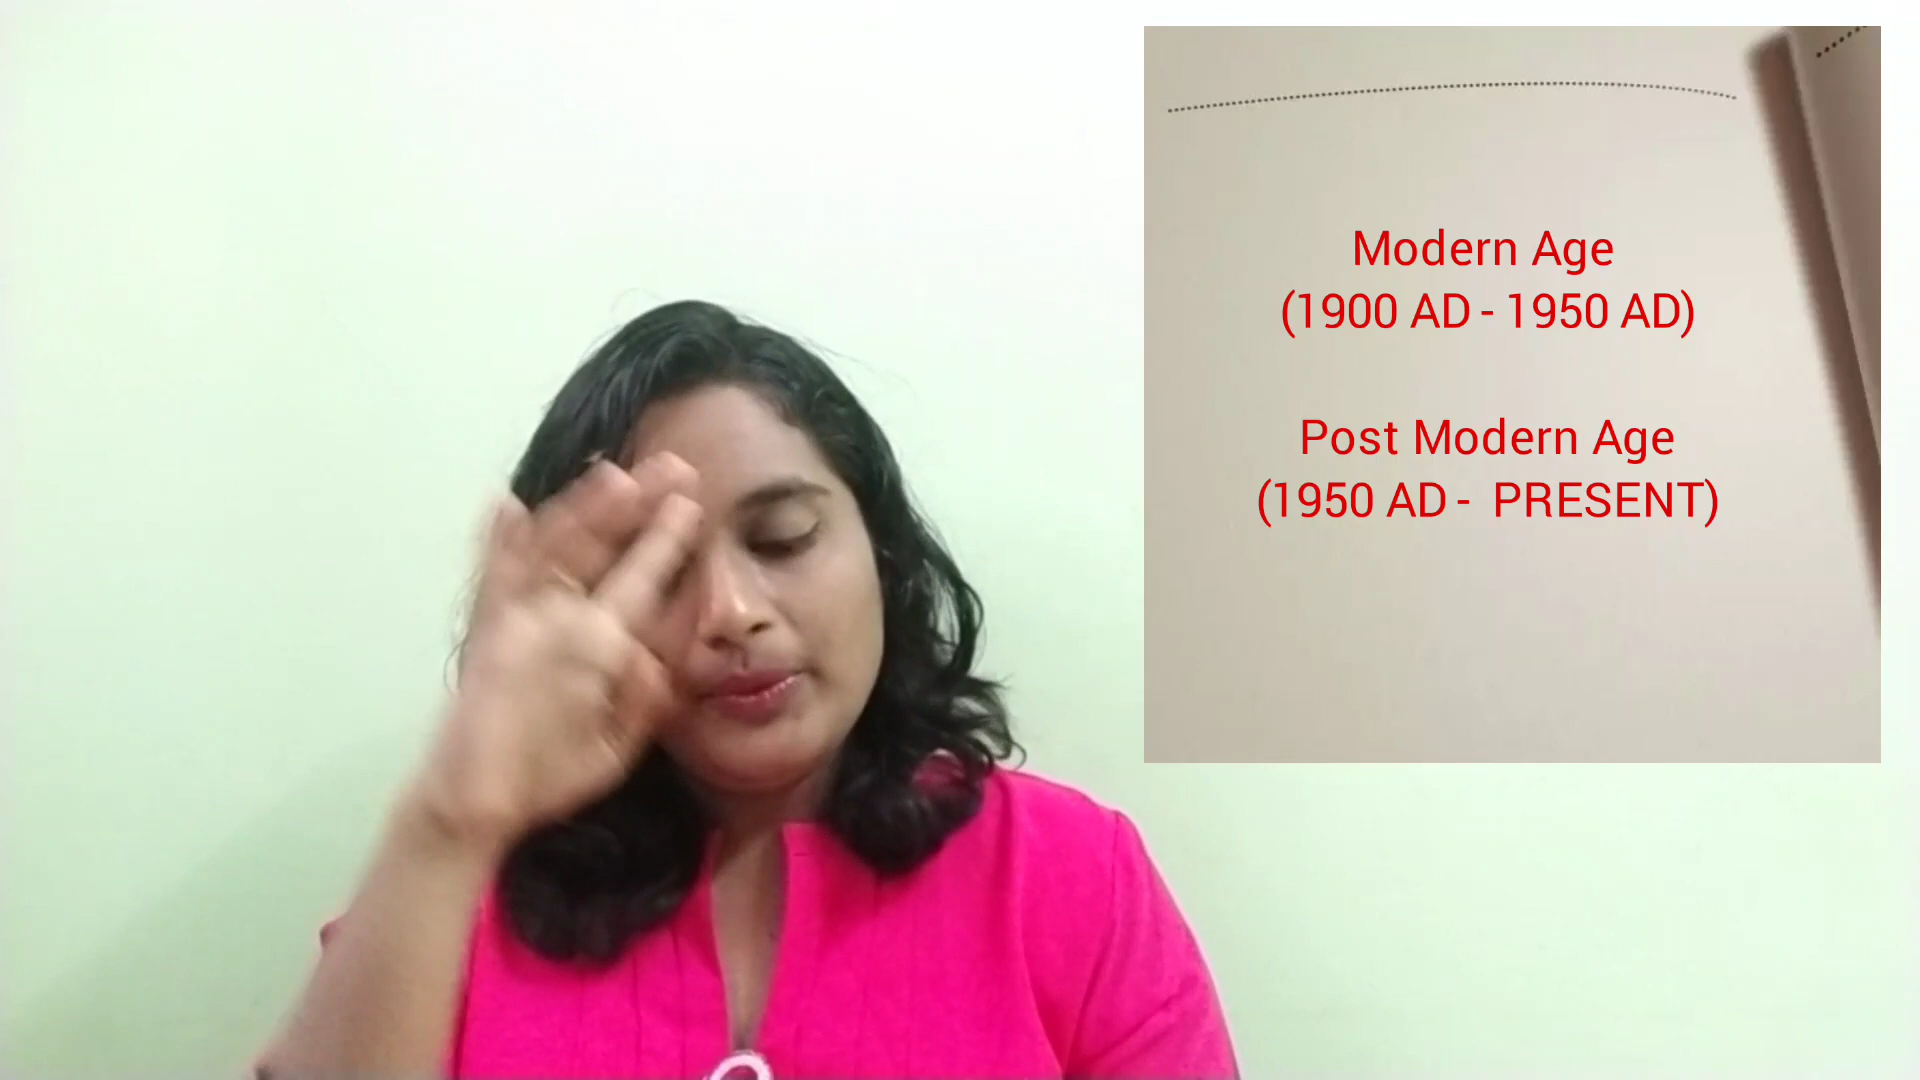 Modern Age
(1900 AD - 1950 AD)
Post Modern Age
(1950 AD - PRESENT)